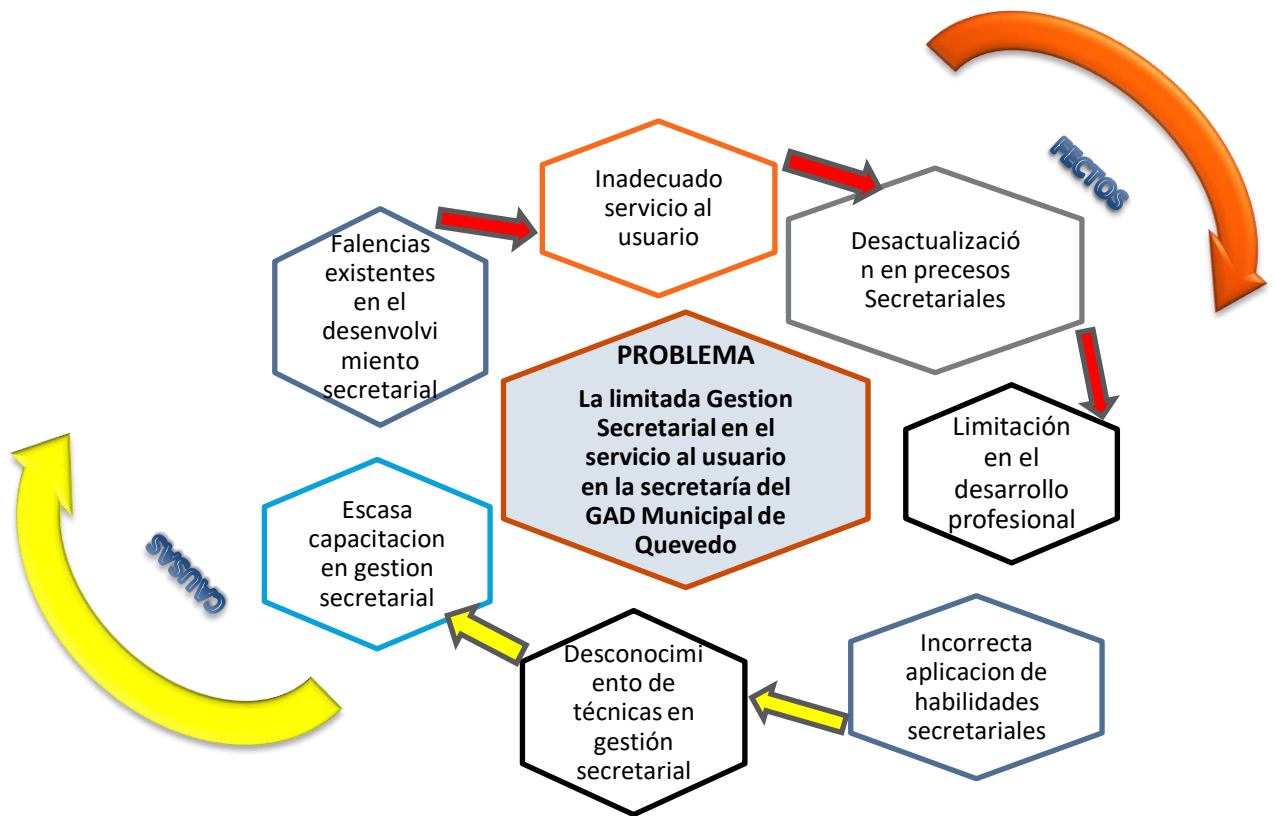 FECTOS
Inadecuado
servicio al
usuario
Falencias
existentes
en el
desenvolvi
miento
secretarial
Desactualizació
n en precesos
Secretariales
PROBLEMA
La limitada Gestion
Secretarial en el
servicio al usuario
en la secretaría del
GAD Municipal de
Quevedo
Limitación
en el
desarrollo
profesional
Escasa
capacitacion
en gestion
secretarial
CAUSAS
Desconocimi
ento de
técnicas en
gestión
secretarial
Incorrecta
aplicacion de
habilidades
secretariales